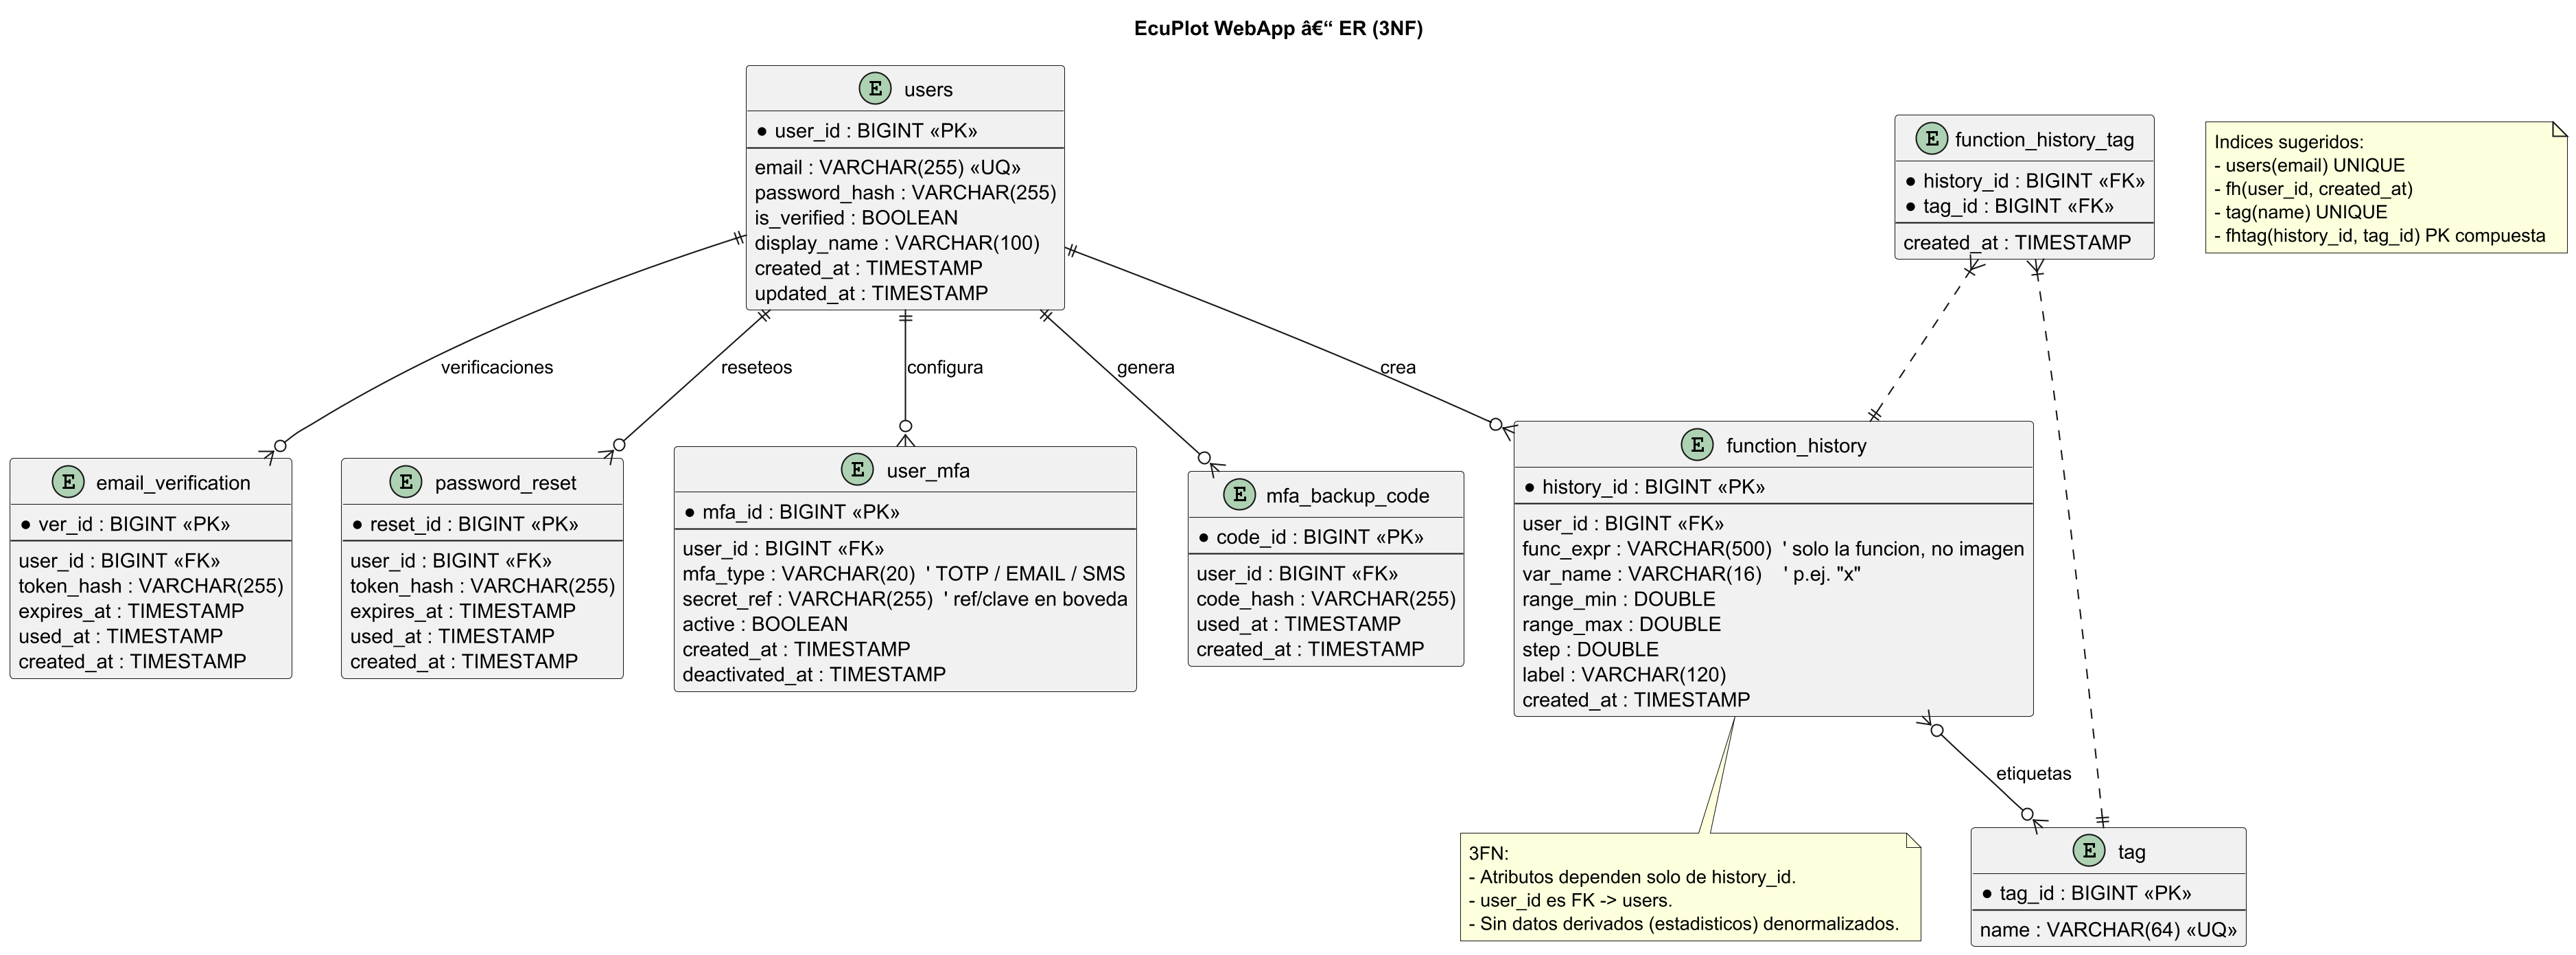 EcuPlot WebApp â€“ ER (3NF)
E users
● user_id : BIGINT «PK»
email : VARCHAR(255) «UQ»
password_hash : VARCHAR(255)
is_verified : BOOLEAN
display_name : VARCHAR(100)
created_at : TIMESTAMP
updated_at : TIMESTAMP
E function_history_tag
● history_id : BIGINT «FK»
● tag_id : BIGINT «FK»
created_at : TIMESTAMP
Indices sugeridos:
- users(email) UNIQUE
- fh(user_id, created_at)
- tag(name) UNIQUE
- fhtag(history_id, tag_id) PK compuesta
verificaciones
reseteos
configura
genera
crea
E email_verification
● ver_id : BIGINT «PK»
user_id : BIGINT «FK»
token_hash : VARCHAR(255)
expires_at : TIMESTAMP
used_at : TIMESTAMP
created_at : TIMESTAMP
E password_reset
● reset_id : BIGINT «PK»
user_id : BIGINT «FK»
token_hash : VARCHAR(255)
expires_at : TIMESTAMP
used_at : TIMESTAMP
created_at : TIMESTAMP
E user_mfa
● mfa_id : BIGINT «PK»
user_id : BIGINT «FK»
mfa_type : VARCHAR(20)  ' TOTP / EMAIL / SMS
secret_ref : VARCHAR(255)  ' ref/clave en boveda
active : BOOLEAN
created_at : TIMESTAMP
deactivated_at : TIMESTAMP
E mfa_backup_code
● code_id : BIGINT «PK»
user_id : BIGINT «FK»
code_hash : VARCHAR(255)
used_at : TIMESTAMP
created_at : TIMESTAMP
E function_history
● history_id : BIGINT «PK»
user_id : BIGINT «FK»
func_expr : VARCHAR(500)  ' solo la funcion, no imagen
var_name : VARCHAR(16)    ' p.ej. "x"
range_min : DOUBLE
range_max : DOUBLE
step : DOUBLE
label : VARCHAR(120)
created_at : TIMESTAMP
etiquetas
3FN:
- Atributos dependen solo de history_id.
- user_id es FK -> users.
- Sin datos derivados (estadisticos) denormalizados.
E tag
● tag_id : BIGINT «PK»
name : VARCHAR(64) «UQ»